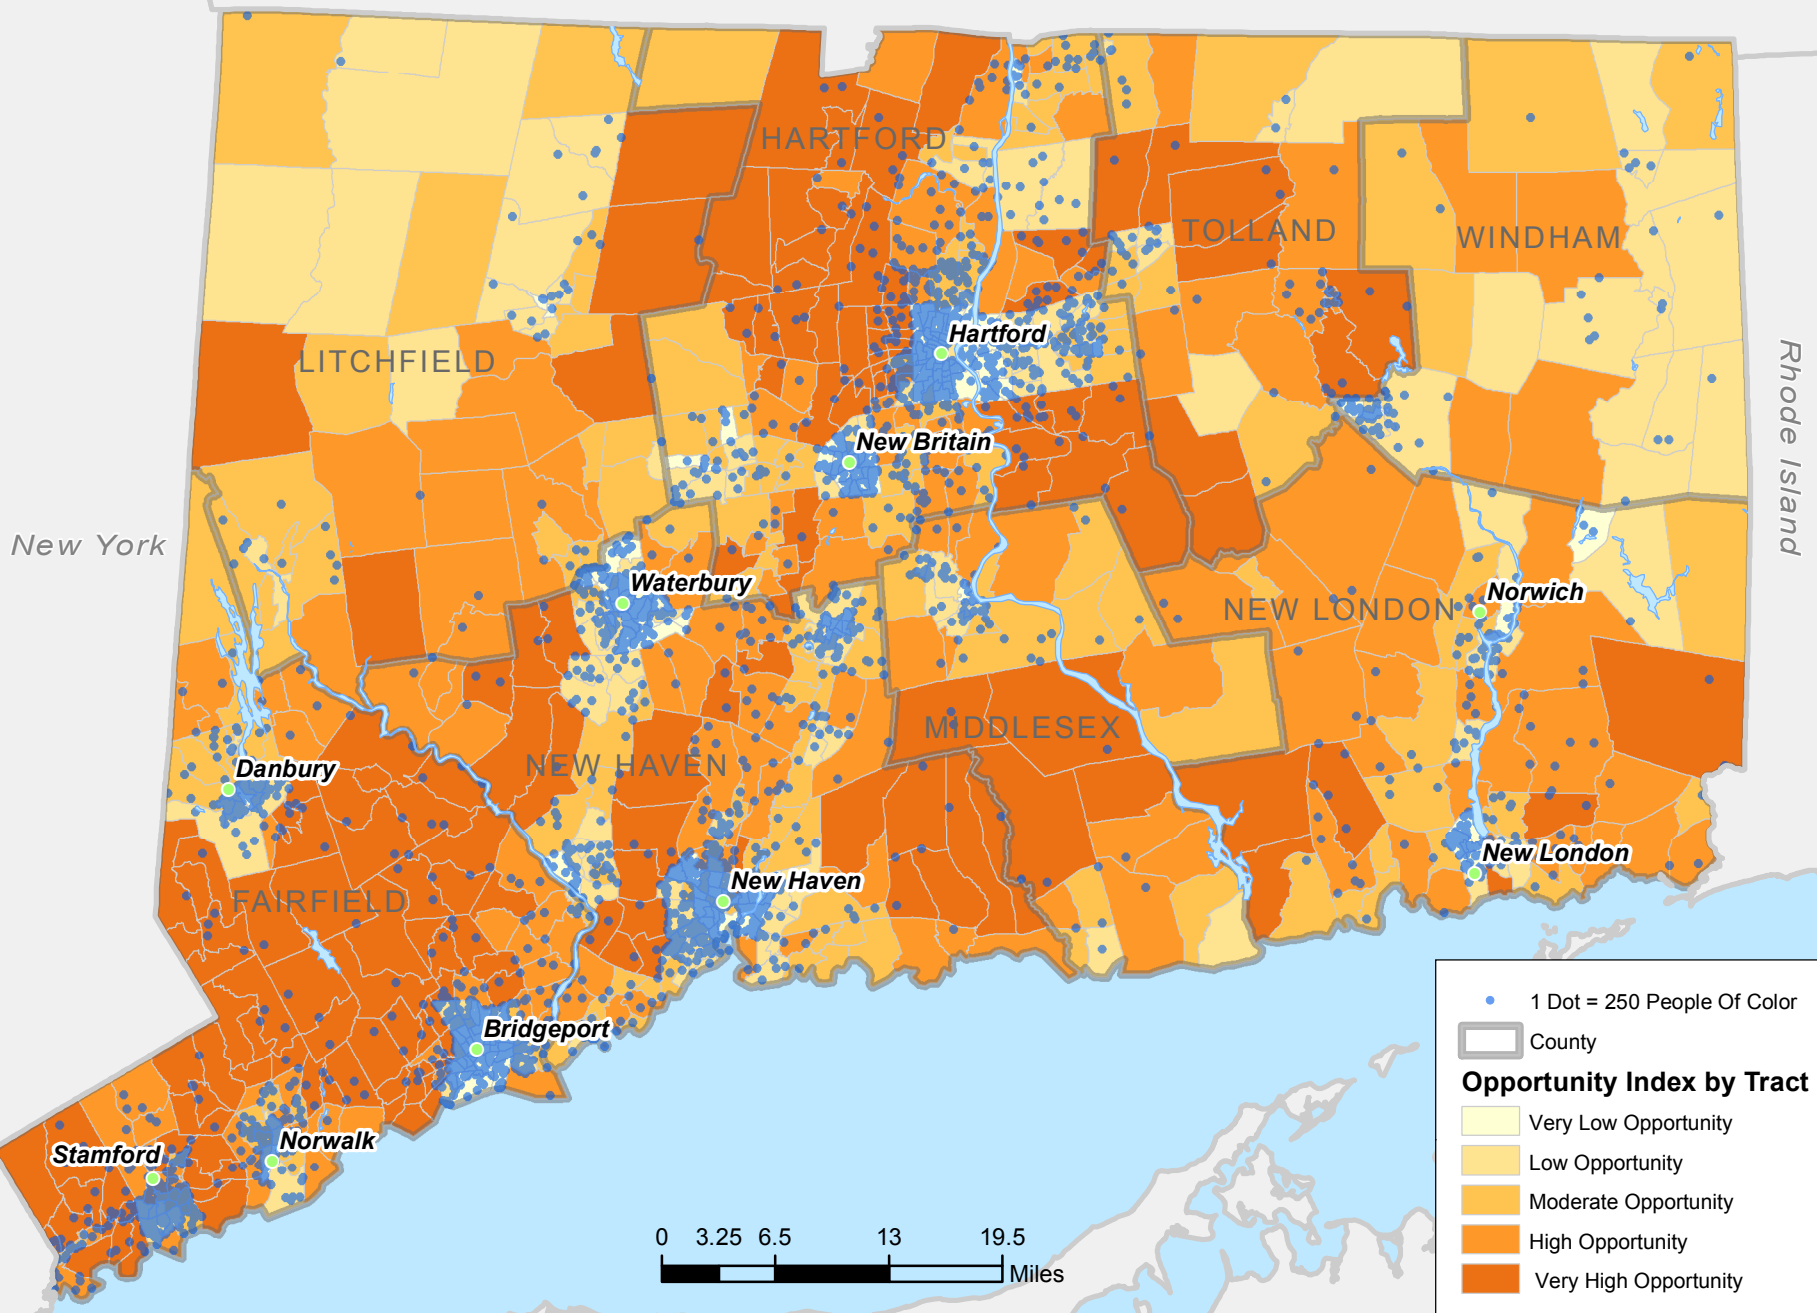 HARTFORD
TOLLAND
WINDHAM
Hartford
LITCHFIELD
Rhode Island
New Britain
New York
Waterbury
NEW LONDON
Norwich
MIDDLESEX
NEW HAVEN
Danbury
New London
New Haven
FAIRFIELD
Bridgeport
Norwalk
Stamford
1 Dot = 250 People Of Color
County
Opportunity Index by Tract
Very Low Opportunity
Low Opportunity
Moderate Opportunity
High Opportunity
Very High Opportunity
0 3.25 6.5 13 19.5
Miles